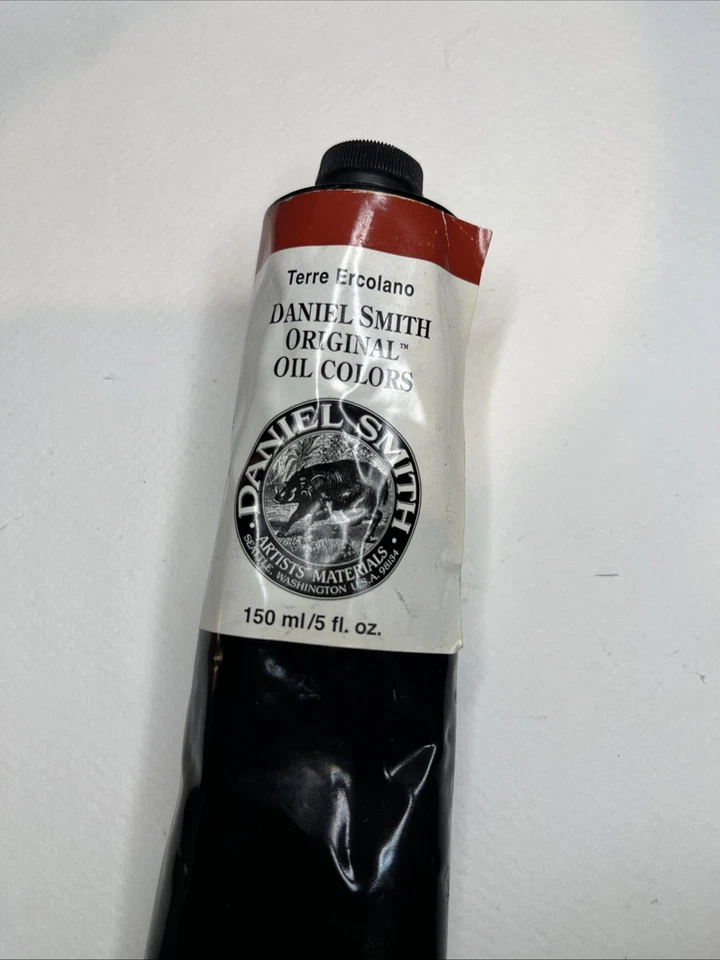 Terre Ercolano
DANIEL SMITH
ORIGINAL™
OIL COLORS
DANIEL SMITH
ARTISTS' MATERIALS
SEATTLE, WASHINGTON U.S.A. 98134
150 ml/5 fl. oz.